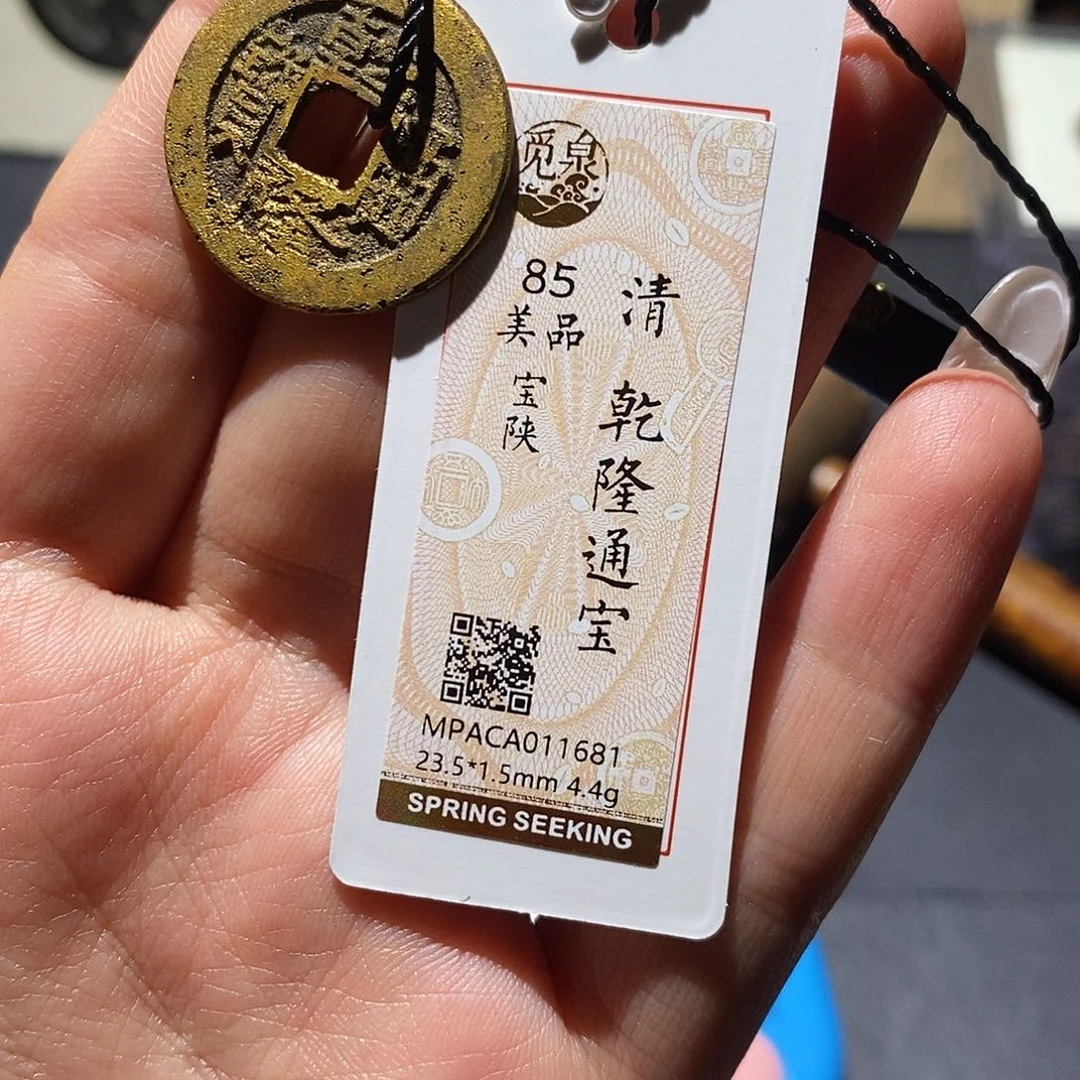 觅泉
85
美品
宝陕
清
乾隆通宝
MPACA011681
23.5*1.5mm 4.4g
SPRING SEEKING